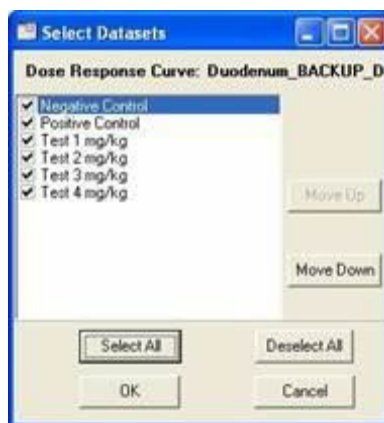 Select Datasets
Dose Response Curve: Duodenum_BACKUP_D
Negative Control
Positive Control
Test 1 mg/kg
Test 2 mg/kg
Test 3 mg/kg
Test 4 mg/kg
Move Up
Move Down
Select All
Deselect All
OK
Cancel